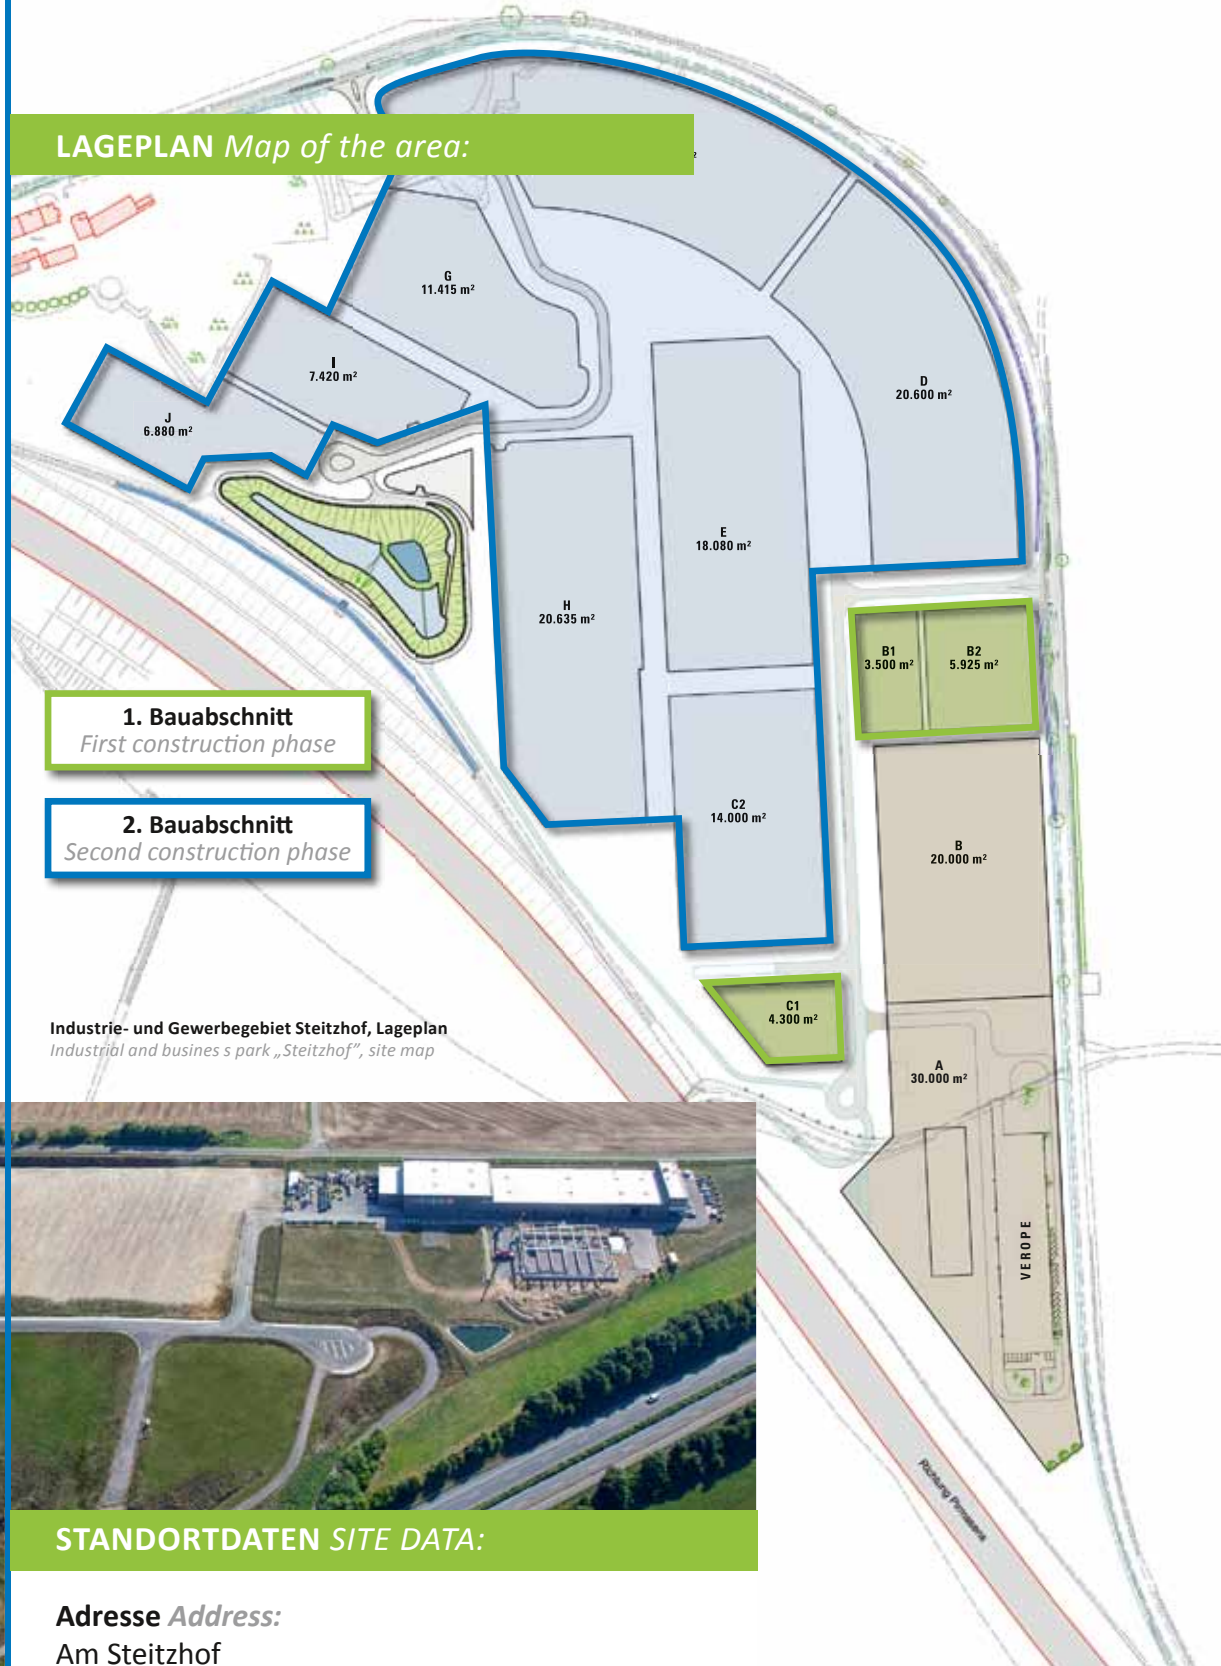 LAGEPLAN Map of the area:
²
G
11.415 m²
I
7.420 m²
J
6.880 m²
D
20.600 m²
E
18.080 m²
H
20.635 m²
B1
3.500 m²
B2
5.925 m²
C2
14.000 m²
B
20.000 m²
C1
4.300 m²
A
30.000 m²
VEROPE
Richtung Pirmasens
1. Bauabschnitt
First construction phase
2. Bauabschnitt
Second construction phase
Industrie- und Gewerbegebiet Steitzhof, Lageplan
Industrial and busines s park „Steitzhof”, site map
STANDORTDATEN SITE DATA:
Adresse Address:
Am Steitzhof